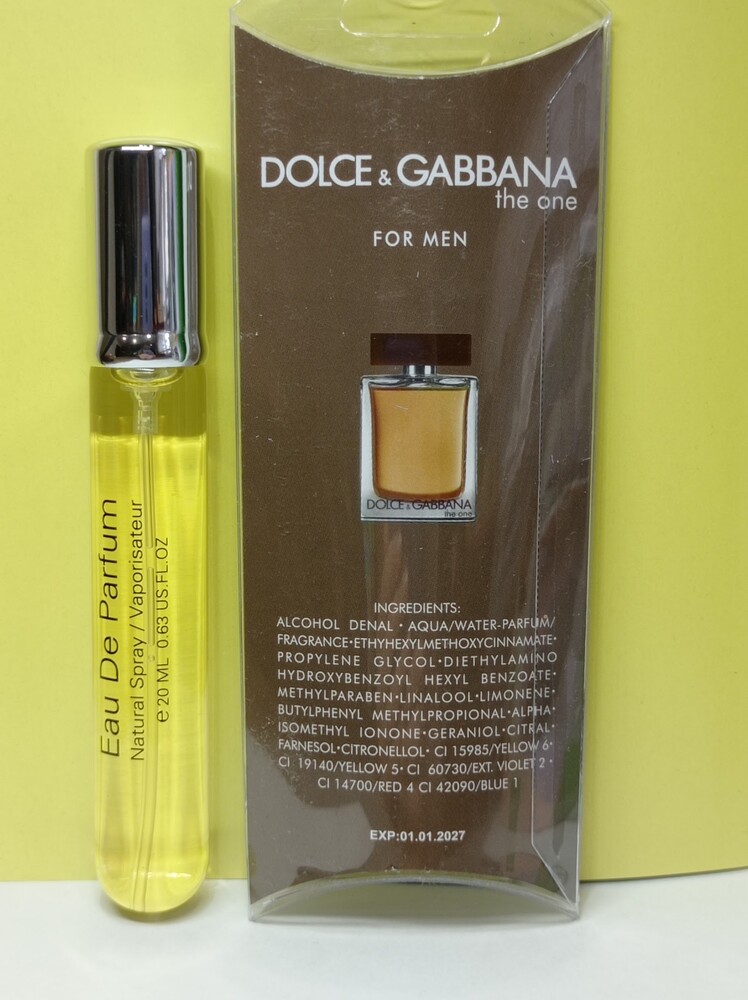 Eau De Parfum
Natural Spray / Vaporisateur
e 20 ML 0.63 US.FL.OZ
DOLCE & GABBANA
the one
FOR MEN
DOLCE & GABBANA
the one
INGREDIENTS:
ALCOHOL DENAL · AQUA/WATER-PARFUM/
FRAGRANCE·ETHYHEXYLMETHOXYCINNAMATE·
PROPYLENE GLYCOL·DIETHYLAMINO
HYDROXYBENZOYL HEXYL BENZOATE·
METHYLPARABEN·LINALOOL·LIMONENE·
BUTYLPHENYL METHYLPROPIONAL·ALPHA·
ISOMETHYL IONONE·GERANIOL·CITRAL·
FARNESOL·CITRONELLOL· CI 15985/YELLOW 6·
CI 19140/YELLOW 5· CI 60730/EXT. VIOLET 2 ·
CI 14700/RED 4 CI 42090/BLUE 1
EXP:01.01.2027